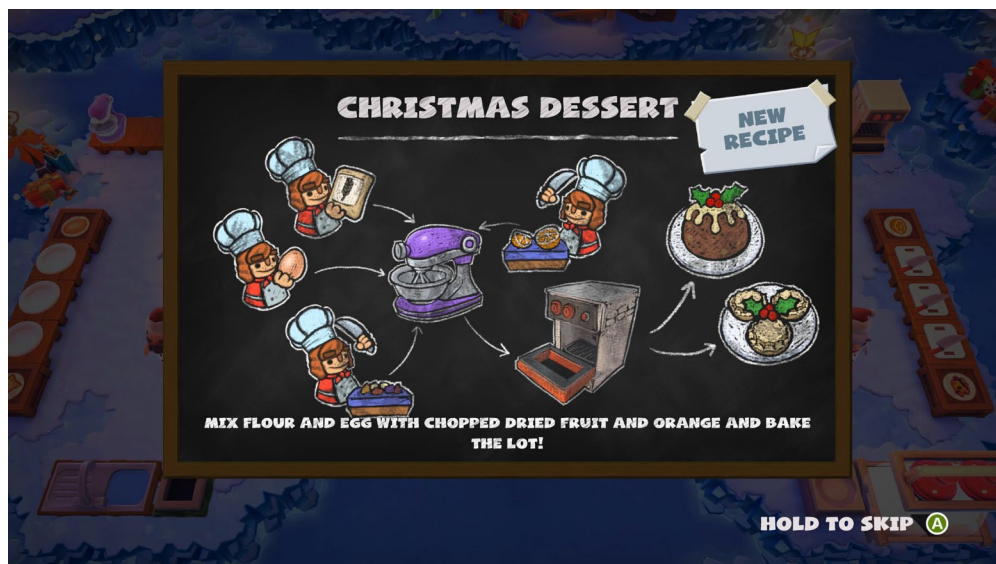 CHRISTMAS DESSERT
NEW
RECIPE
MIX FLOUR AND EGG WITH CHOPPED DRIED FRUIT AND ORANGE AND BAKE
THE LOT!
HOLD TO SKIP A